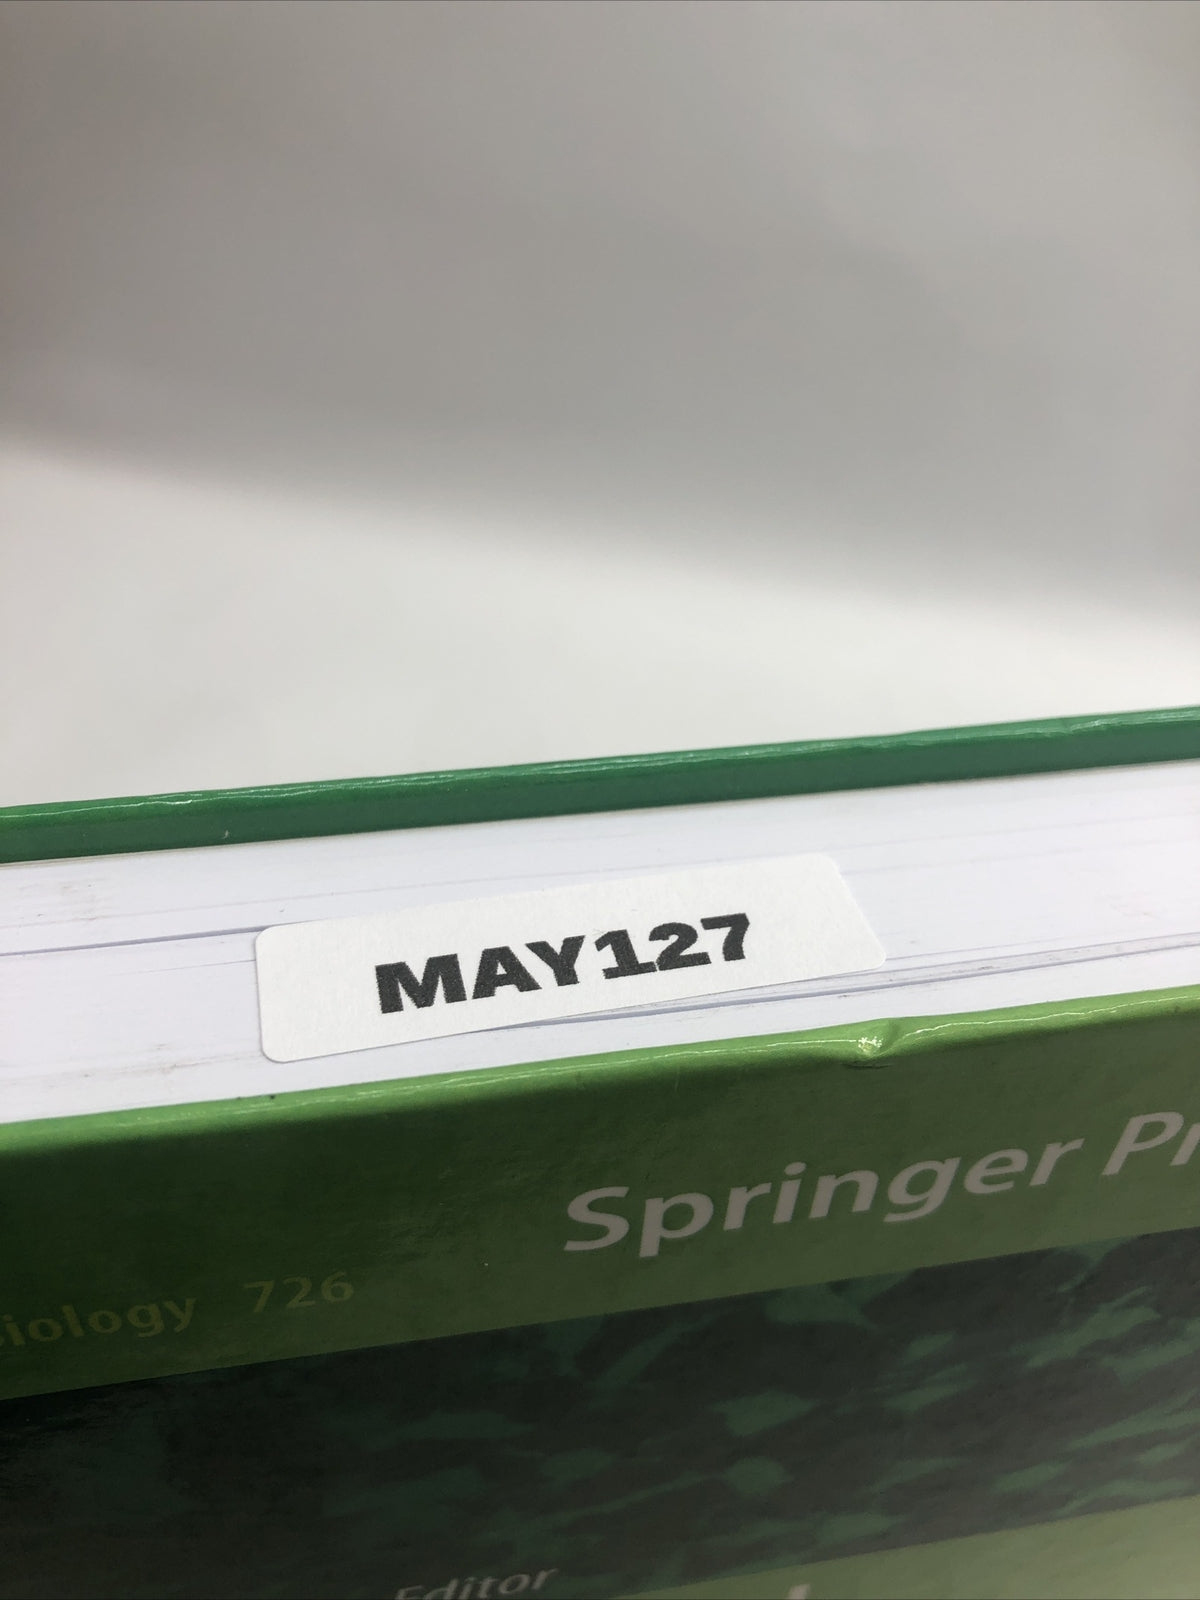 MAY127
Springer Pr
iology 726
Editor